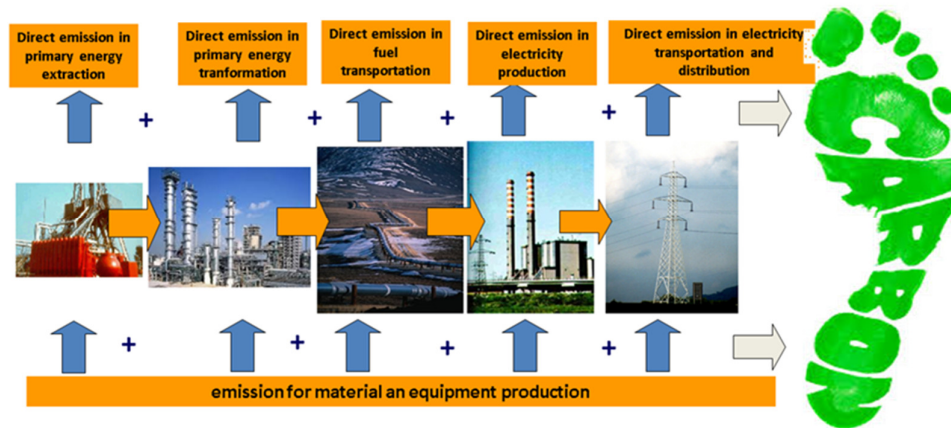 Direct emission in
primary energy
extraction
Direct emission in
primary energy
tranformation
Direct emission in
fuel
transportation
Direct emission in
electricity
production
Direct emission in electricity
transportation and
distribution
+ + + +
+ + + +
emission for material an equipment production
CARBON